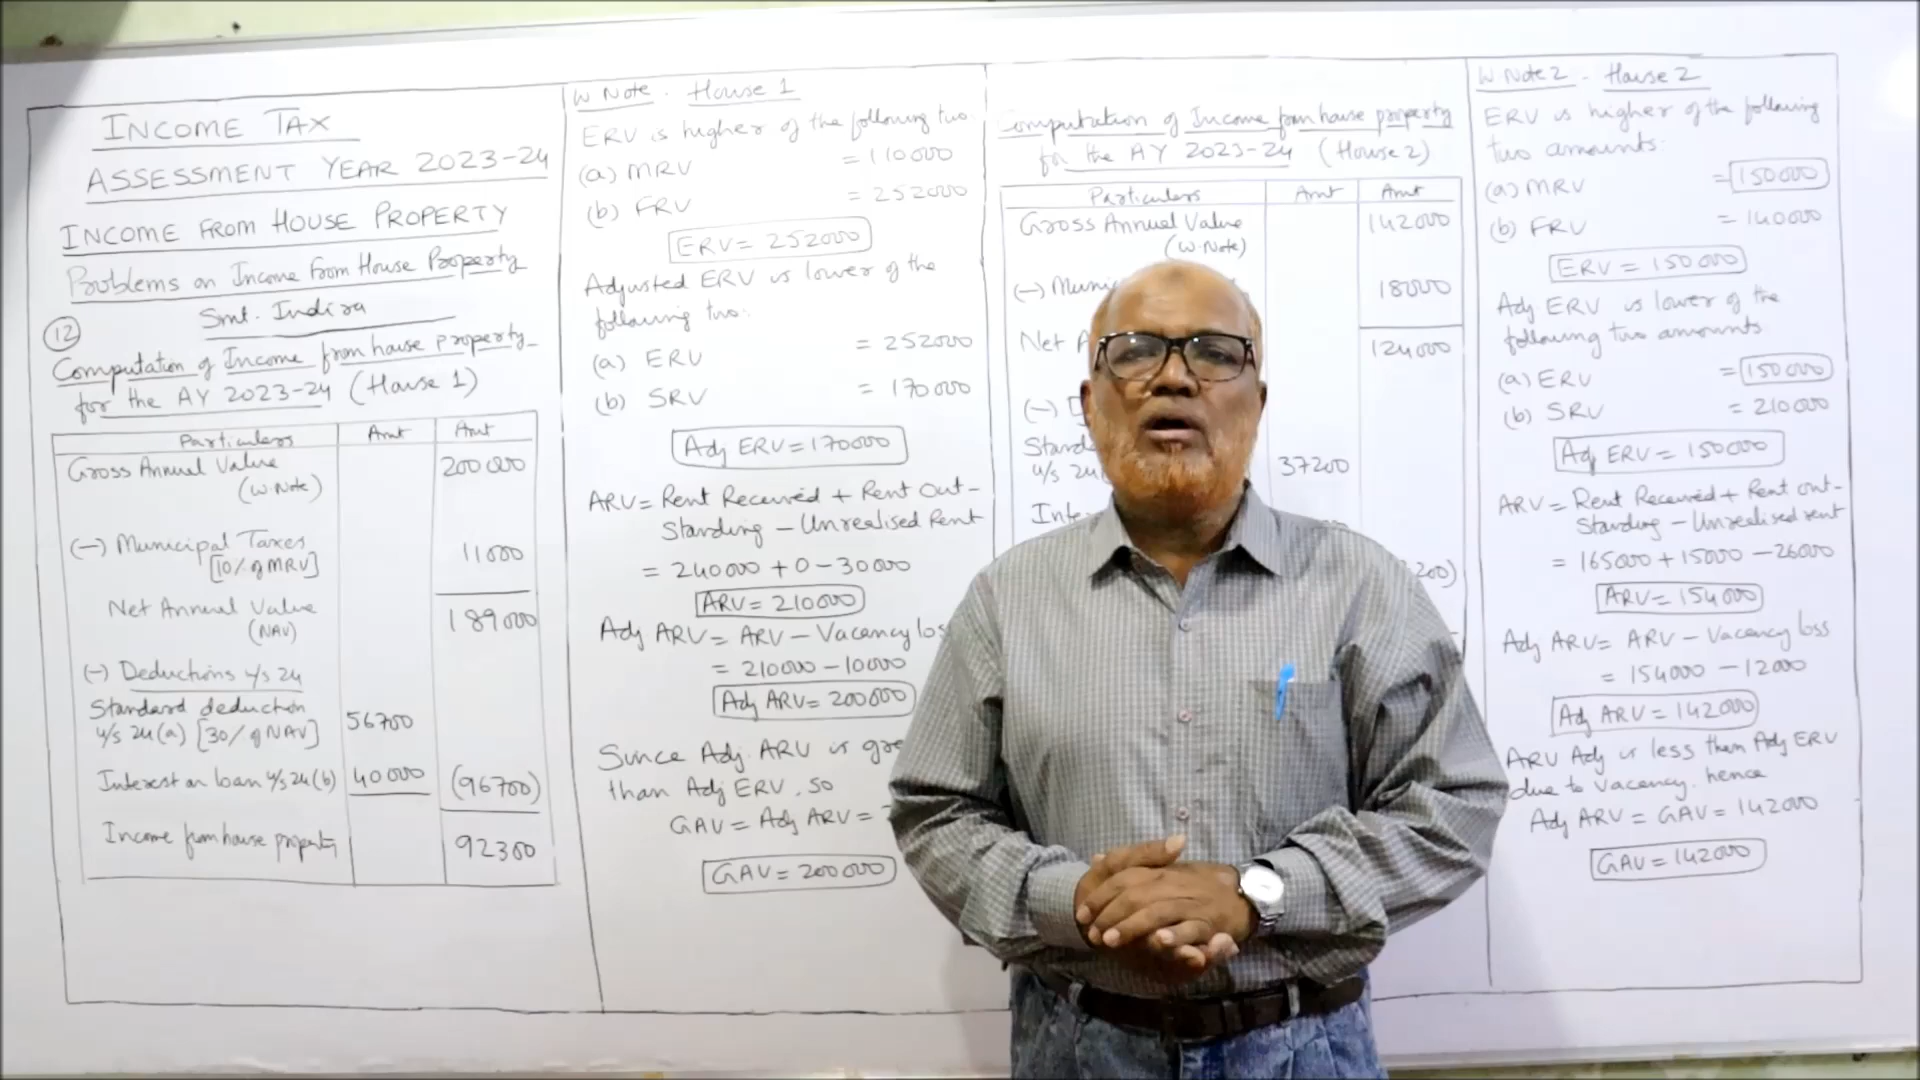 INCOME TAX
ASSESSMENT YEAR 2023-24
INCOME FROM HOUSE PROPERTY
Problems on Income from House Property
Smt. Indira
12
Computation of Income from house property
for the AY 2023-24 (House 1)
Particulars Amt Amt
Gross Annual Value 200000
(W.Note)
(-) Municipal Taxes 11000
[10% of MRV]
Net Annual Value 189000
(NAV)
(-) Deductions u/s 24
Standard deduction 56700
u/s 24(a) [30% of NAV]
Interest on loan u/s 24(b) 40000 (96700)
Income from house property 92300
W Note. House 1
ERV is higher of the following two
(a) MRV = 110000
(b) FRV = 252000
ERV = 252000
Adjusted ERV is lower of the
following two:
(a) ERV = 252000
(b) SRV = 170000
Adj ERV = 170000
ARV = Rent Received + Rent Out-
Standing - Unrealised Rent
= 240000 + 0 - 30000
ARV = 210000
Adj ARV = ARV - Vacancy los
= 210000 - 10000
Adj ARV = 200000
Since Adj. ARV is gre
than Adj ERV, so
GAV = Adj ARV =
GAV = 200000
Computation of Income from house property
for the AY 2023-24 (House 2)
Particulars Amt Amt
Gross Annual Value 142000
(W.Note)
(-) Munic 18000
Net A 124000
(-) [
Stand
u/s 24 37200
Inte
200)
W.Note 2 - House 2
ERV is higher of the following
two amounts.
(a) MRV = 150000
(b) FRV = 140000
ERV = 150000
Adj ERV is lower of the
following two amounts
(a) ERV = 150000
(b) SRV = 210000
Adj ERV = 150000
ARV = Rent Received + Rent out-
Standing - Unrealised rent
= 165000 + 15000 - 26000
ARV = 154000
Adj ARV = ARV - Vacancy loss
= 154000 - 12000
Adj ARV = 142000
ARV Adj is less then Adj ERV
due to vacancy. hence
Adj ARV = GAV = 142000
GAV = 142000